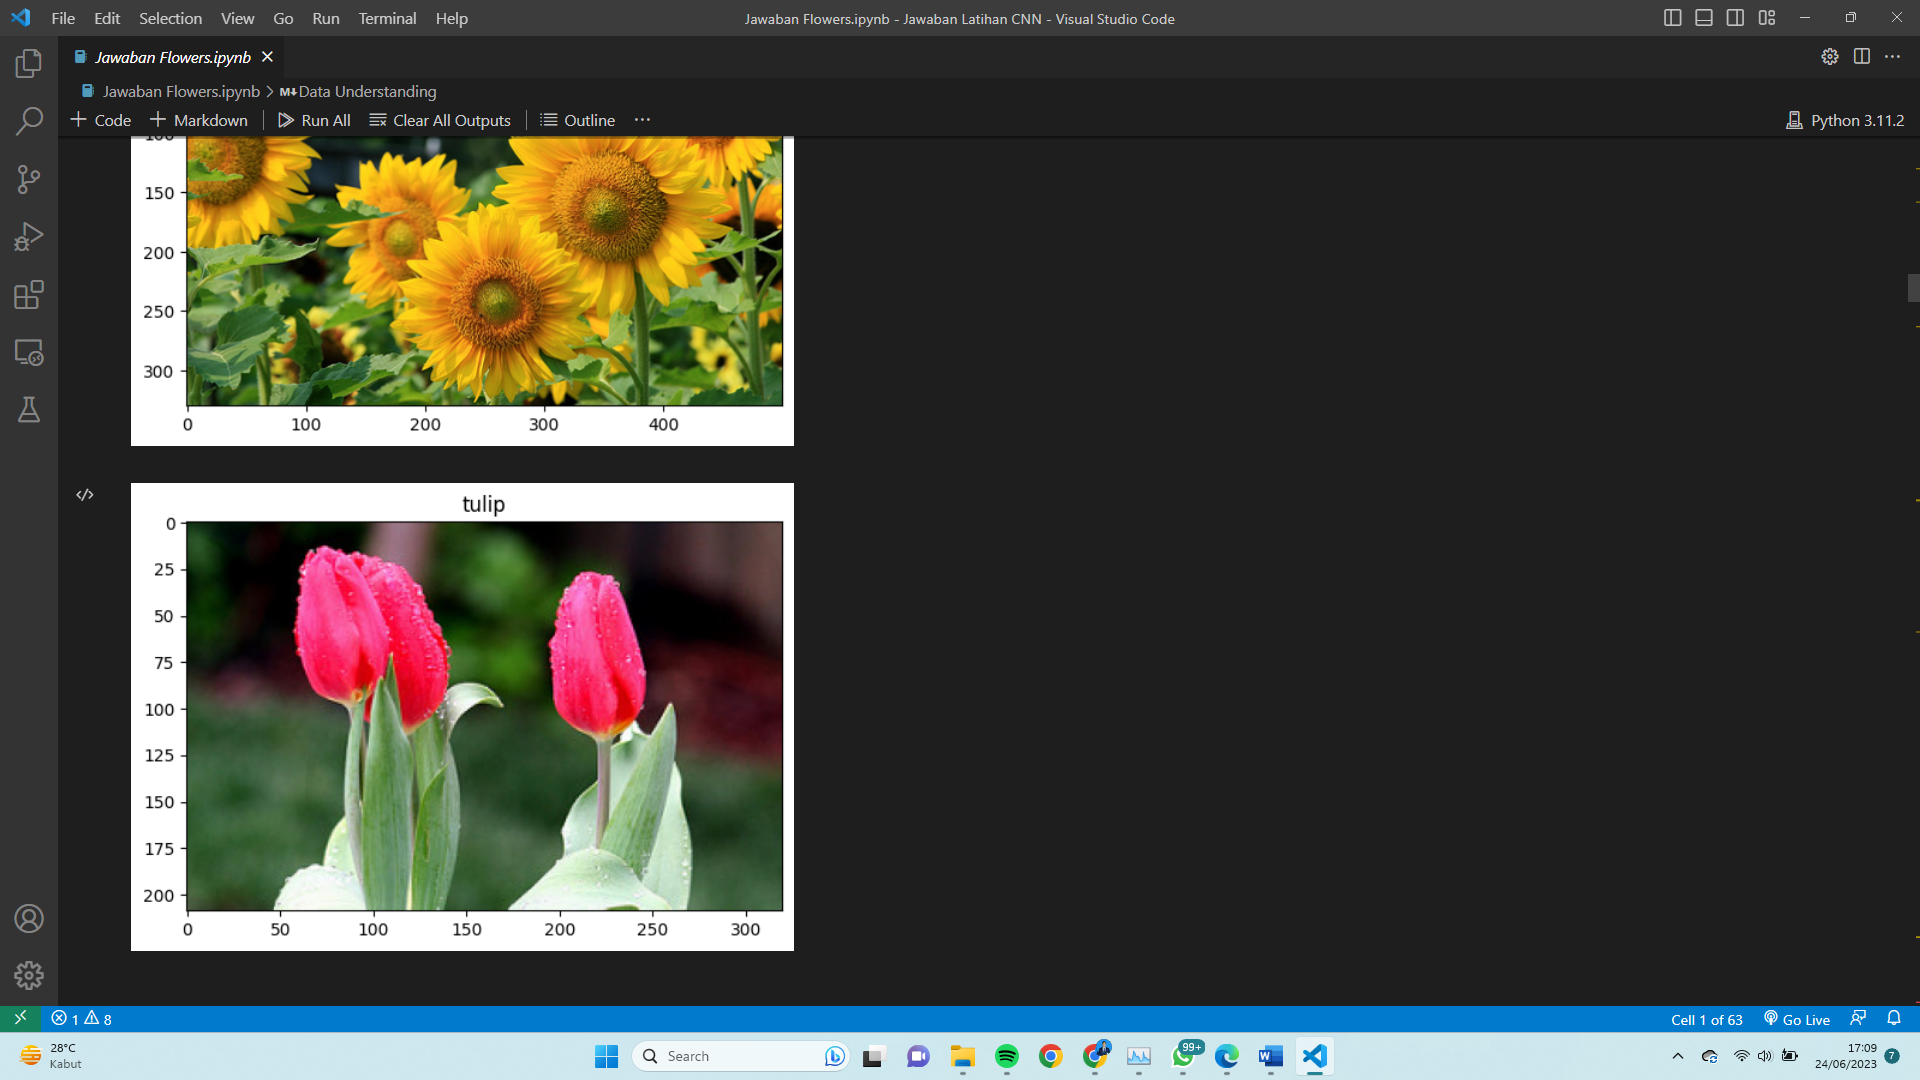 File Edit Selection View Go Run Terminal Help
Jawaban Flowers.ipynb - Jawaban Latihan CNN - Visual Studio Code
Jawaban Flowers.ipynb
Jawaban Flowers.ipynb > M↓Data Understanding
+ Code + Markdown Run All Clear All Outputs Outline ...
Python 3.11.2
100
150
200
250
300
0 100 200 300 400
tulip
0
25
50
75
100
125
150
175
200
0 50 100 150 200 250 300
1 8
Cell 1 of 63 Go Live
28°C
Kabut
Search
99+
W
17:09
24/06/2023
7